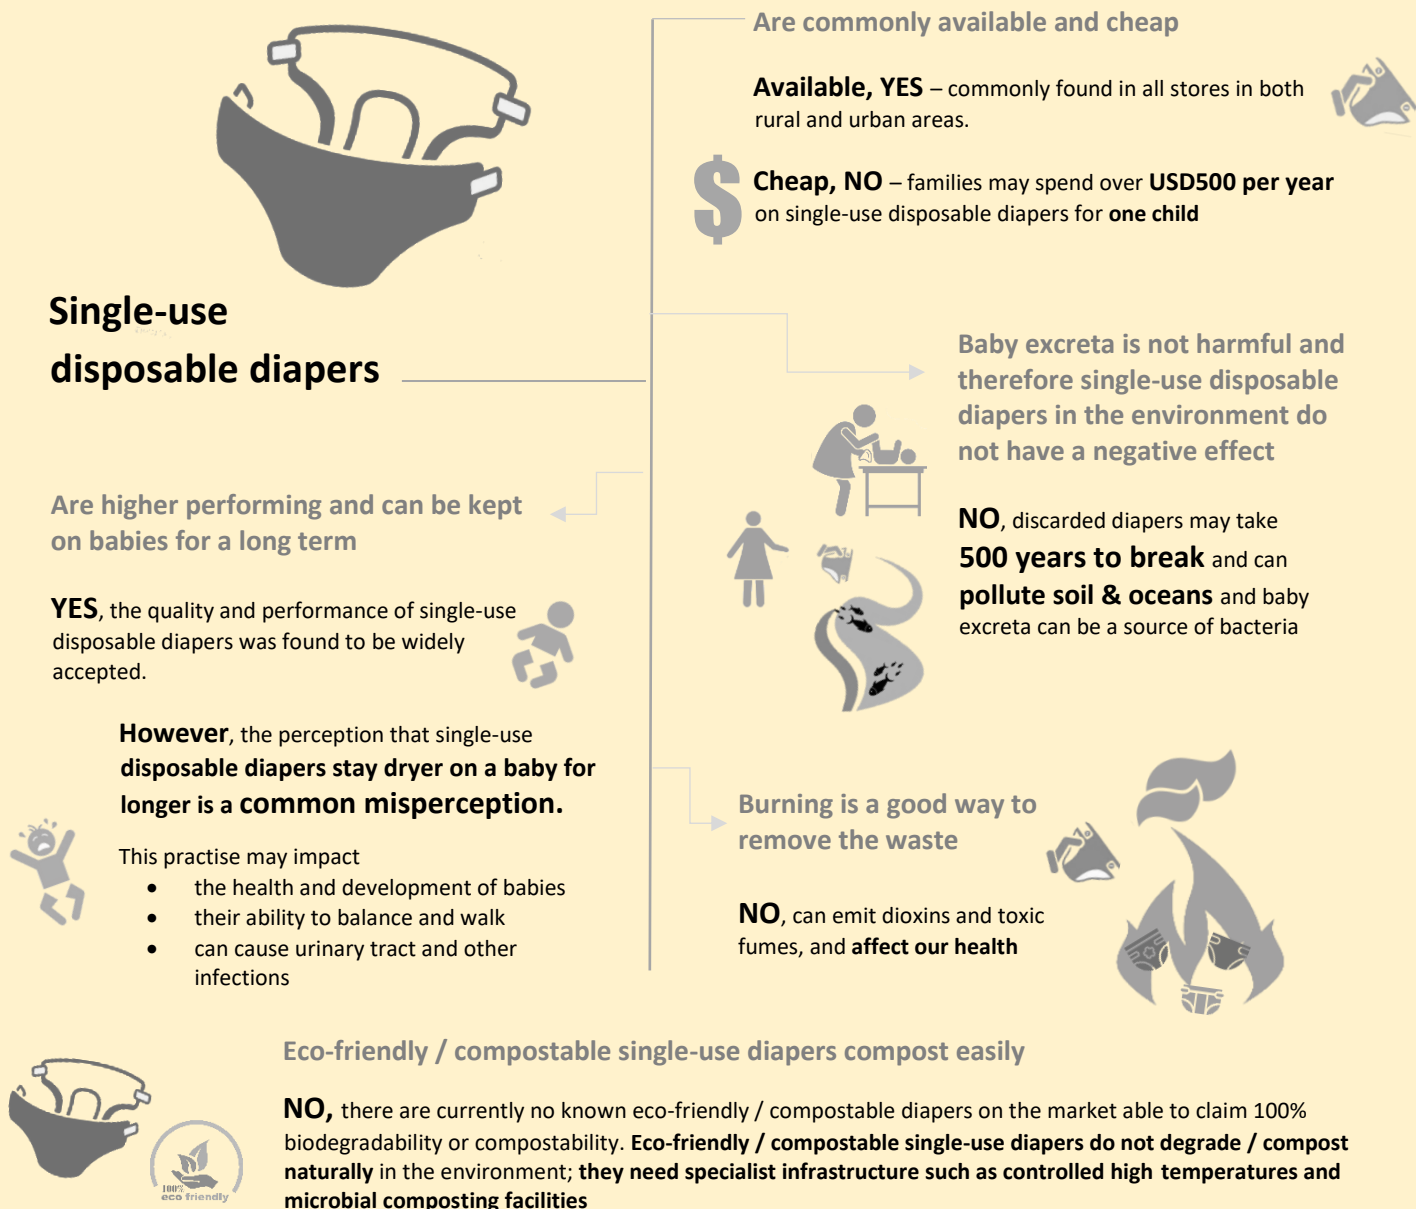 Are commonly available and cheap
Available, YES – commonly found in all stores in both
rural and urban areas.
$
Cheap, NO – families may spend over USD500 per year
on single-use disposable diapers for one child
Single-use
disposable diapers
Baby excreta is not harmful and
therefore single-use disposable
diapers in the environment do
not have a negative effect
NO, discarded diapers may take
500 years to break and can
pollute soil & oceans and baby
excreta can be a source of bacteria
Are higher performing and can be kept
on babies for a long term
YES, the quality and performance of single-use
disposable diapers was found to be widely
accepted.
However, the perception that single-use
disposable diapers stay dryer on a baby for
longer is a common misperception.
This practise may impact
• the health and development of babies
• their ability to balance and walk
• can cause urinary tract and other
infections
Burning is a good way to
remove the waste
NO, can emit dioxins and toxic
fumes, and affect our health
Eco-friendly / compostable single-use diapers compost easily
NO, there are currently no known eco-friendly / compostable diapers on the market able to claim 100%
biodegradability or compostability. Eco-friendly / compostable single-use diapers do not degrade / compost
naturally in the environment; they need specialist infrastructure such as controlled high temperatures and
microbial composting facilities
100%
eco friendly